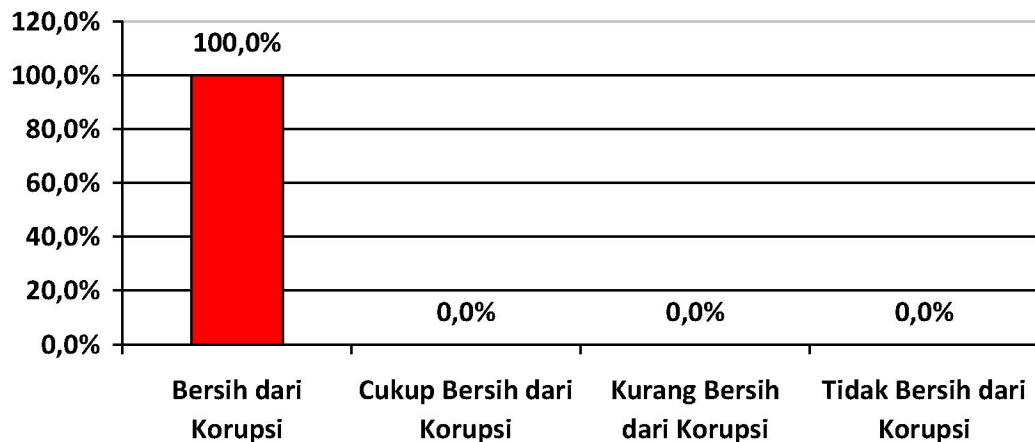 120,0%
100,0%
100,0%
80,0%
60,0%
40,0%
20,0%
0,0%
0,0%
0,0%
0,0%
Bersih dari
Korupsi
Cukup Bersih dari
Korupsi
Kurang Bersih
dari Korupsi
Tidak Bersih dari
Korupsi